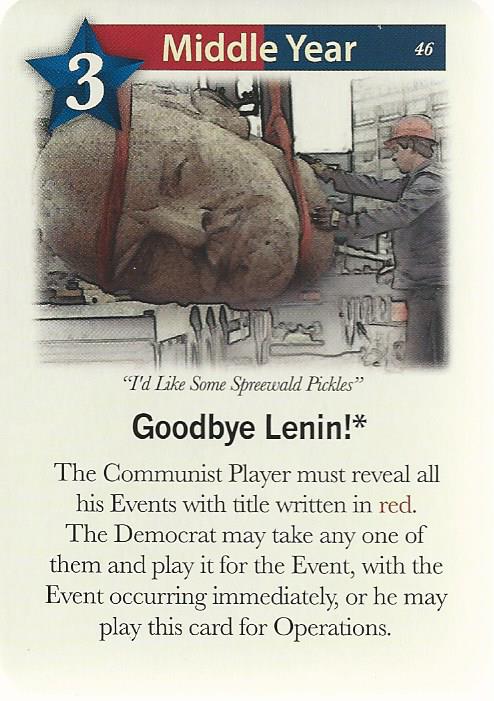 3
Middle Year 46
“I'd Like Some Spreewald Pickles”
Goodbye Lenin!*
The Communist Player must reveal all
his Events with title written in red.
The Democrat may take any one of
them and play it for the Event, with the
Event occurring immediately, or he may
play this card for Operations.